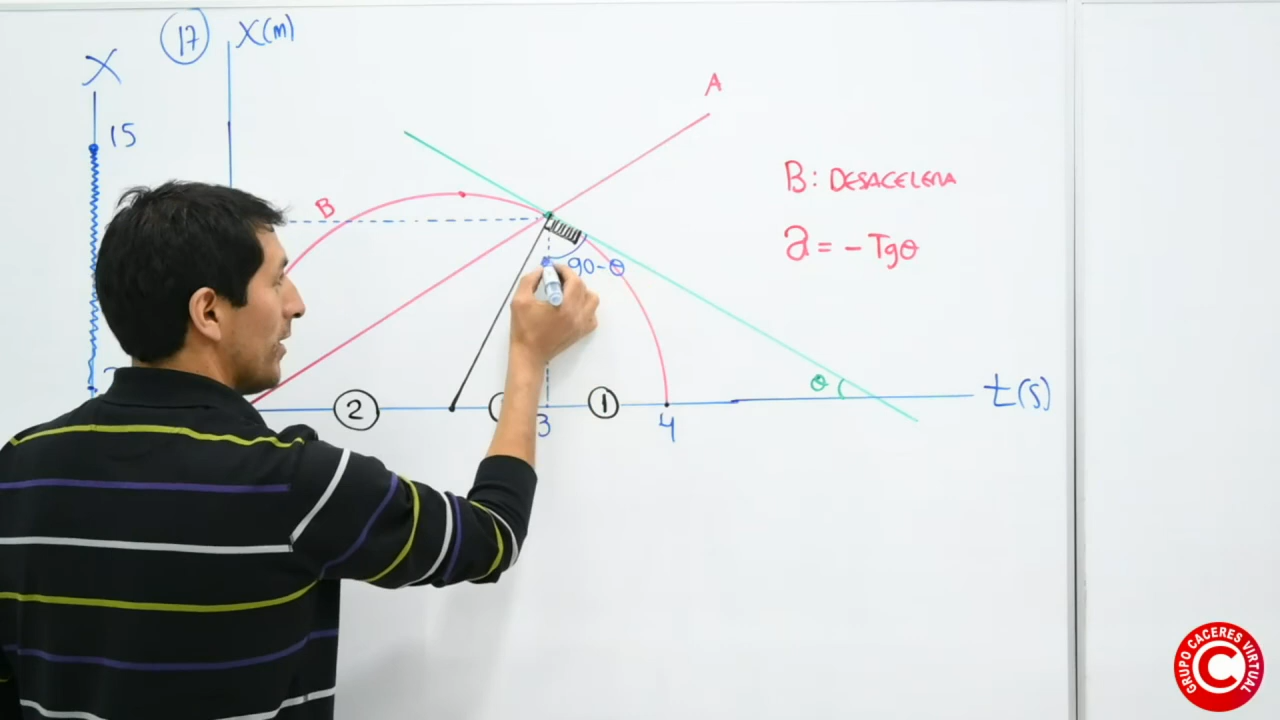 17
X(m)
X
15
A
B
B: DESACELERA
a = - Tgθ
90-θ
θ
t(s)
2
1
3
4
GRUPO CACERES VIRTUAL
C